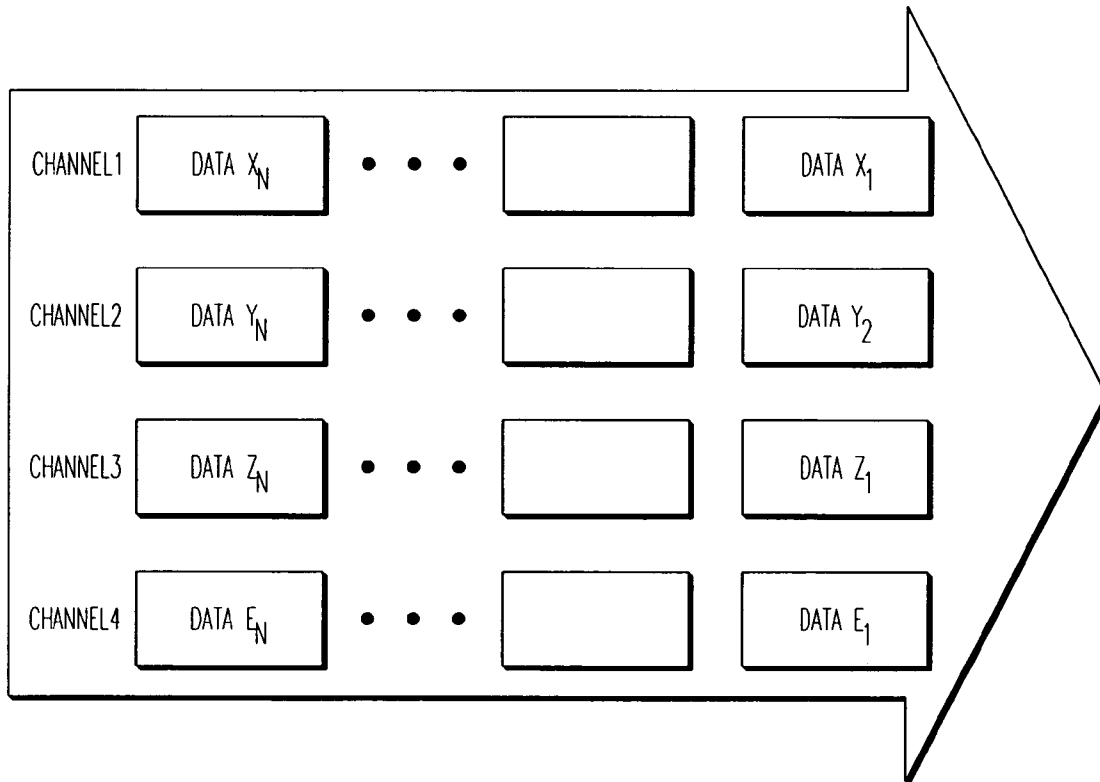 CHANNEL1 DATA X_N DATA X_1
CHANNEL2 DATA Y_N DATA Y_2
CHANNEL3 DATA Z_N DATA Z_1
CHANNEL4 DATA E_N DATA E_1